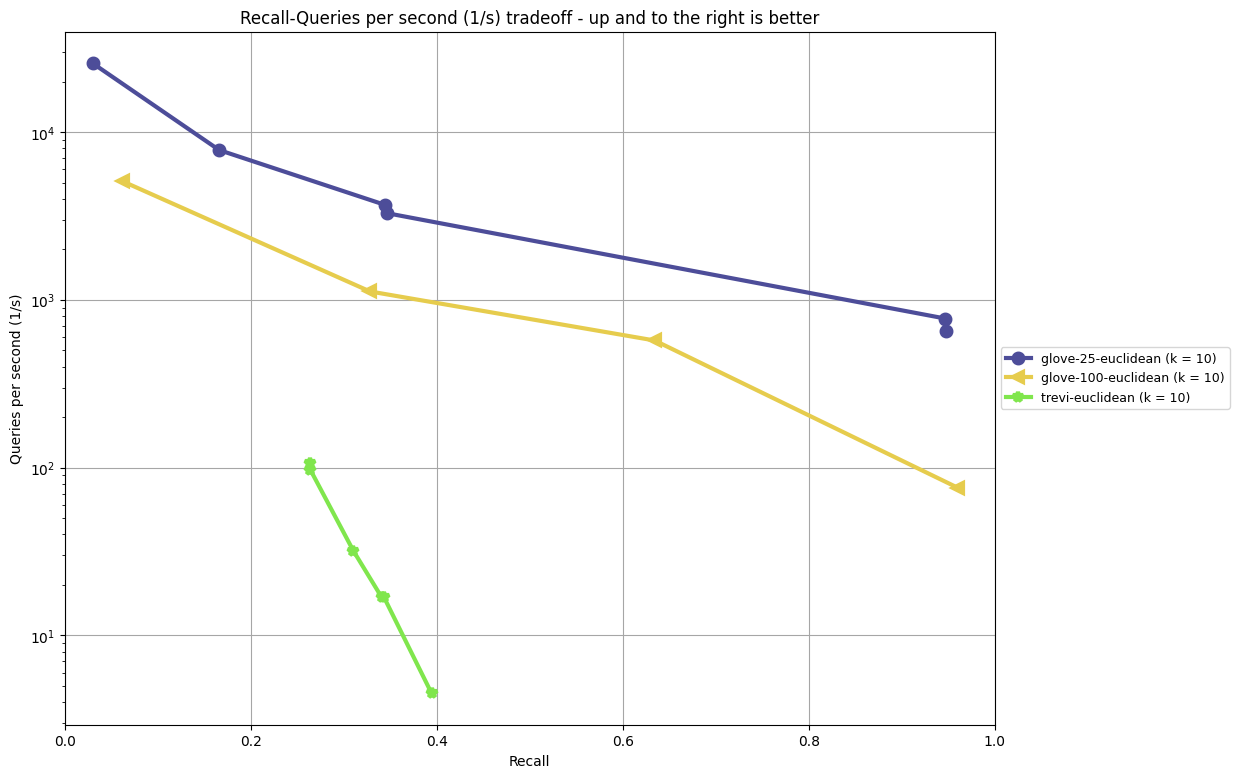 Recall-Queries per second (1/s) tradeoff - up and to the right is better
10^4
10^3
10^2
10^1
Queries per second (1/s)
0.0 0.2 0.4 0.6 0.8 1.0
Recall
glove-25-euclidean (k = 10)
glove-100-euclidean (k = 10)
trevi-euclidean (k = 10)